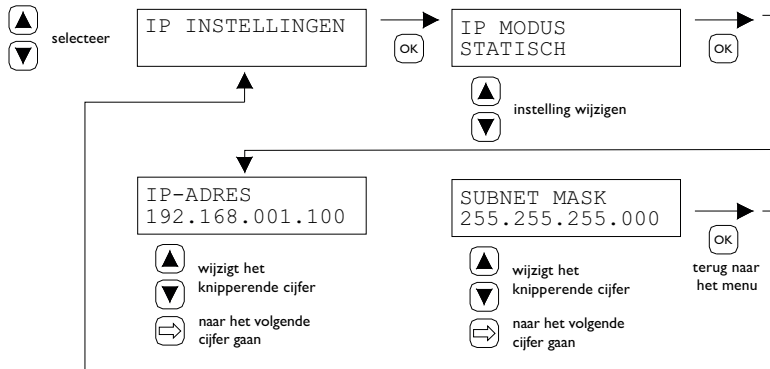 selecteer
IP INSTELLINGEN
OK
IP MODUS
STATISCH
OK
instelling wijzigen
IP-ADRES
192.168.001.100
wijzigt het
knipperende cijfer
naar het volgende
cijfer gaan
SUBNET MASK
255.255.255.000
wijzigt het
knipperende cijfer
naar het volgende
cijfer gaan
OK
terug naar
het menu